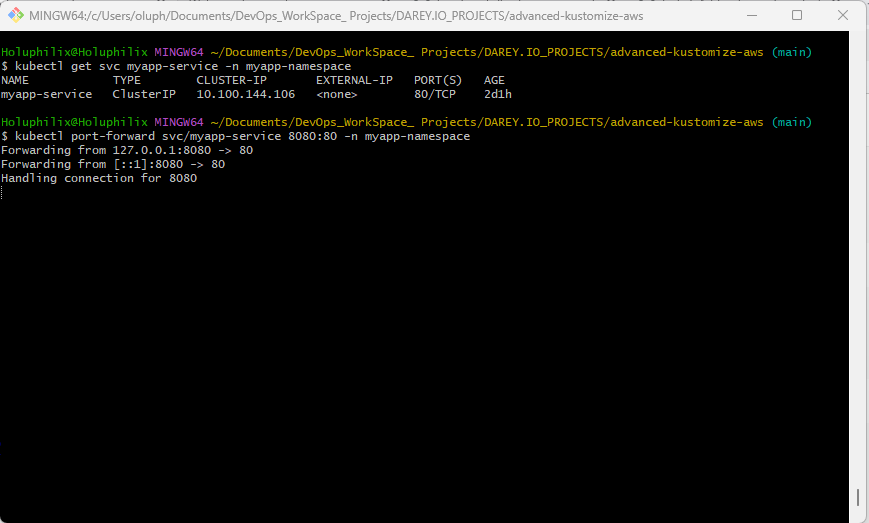 MINGW64:/c/Users/oluph/Documents/DevOps_WorkSpace_ Projects/DAREY.IO_PROJECTS/advanced-kustomize-aws
Holuphilix@Holuphilix MINGW64 ~/Documents/DevOps_WorkSpace_ Projects/DAREY.IO_PROJECTS/advanced-kustomize-aws (main)
$ kubectl get svc myapp-service -n myapp-namespace
NAME            TYPE        CLUSTER-IP       EXTERNAL-IP   PORT(S)   AGE
myapp-service   ClusterIP   10.100.144.106   <none>        80/TCP    2d1h
Holuphilix@Holuphilix MINGW64 ~/Documents/DevOps_WorkSpace_ Projects/DAREY.IO_PROJECTS/advanced-kustomize-aws (main)
$ kubectl port-forward svc/myapp-service 8080:80 -n myapp-namespace
Forwarding from 127.0.0.1:8080 -> 80
Forwarding from [::1]:8080 -> 80
Handling connection for 8080